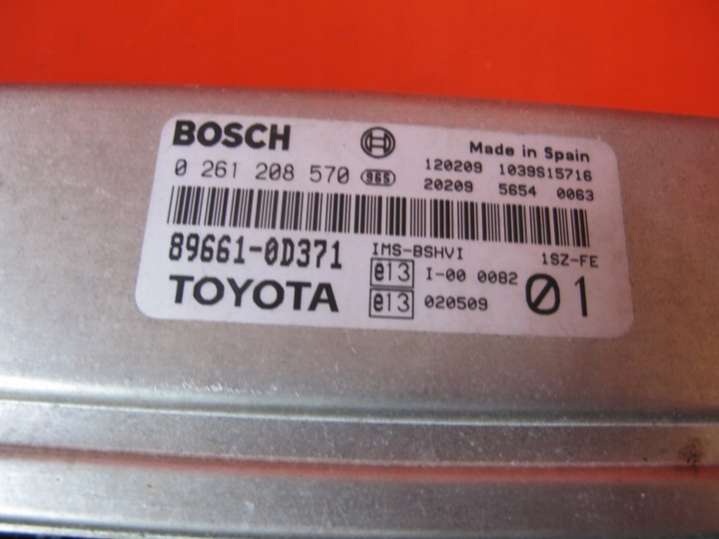 BOSCH Made in Spain
0 261 208 570 965 120209 1039S15716
20209 5654 0063
89661-0D371 IMS-BSHVI 1SZ-FE
e13 I-00 0082
TOYOTA e13 020509 01